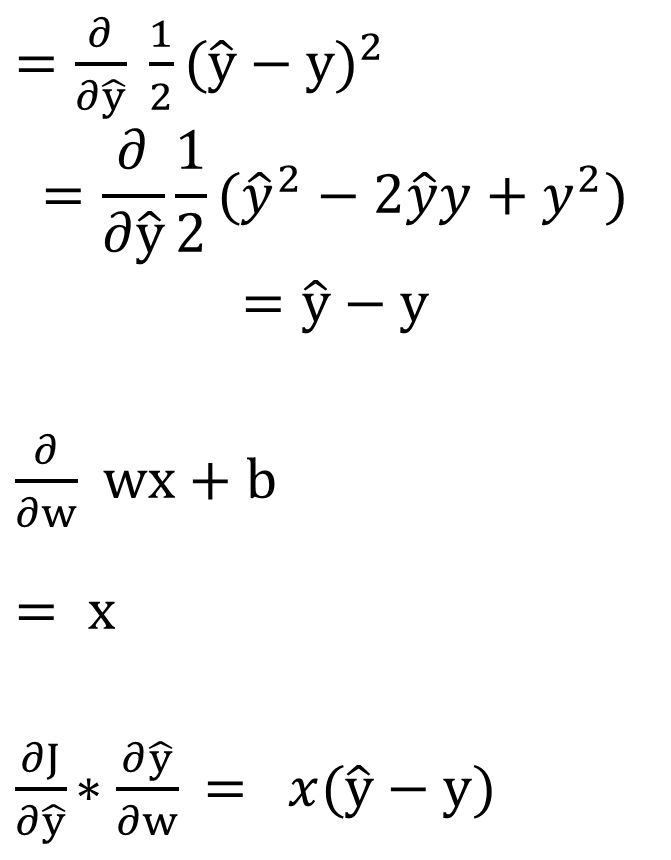 = ∂/∂ŷ 1/2 (ŷ − y)²
= ∂/∂ŷ 1/2 (ŷ² − 2ŷy + y²)
= ŷ − y
∂/∂w wx + b
= x
∂J/∂ŷ * ∂ŷ/∂w = x(ŷ − y)